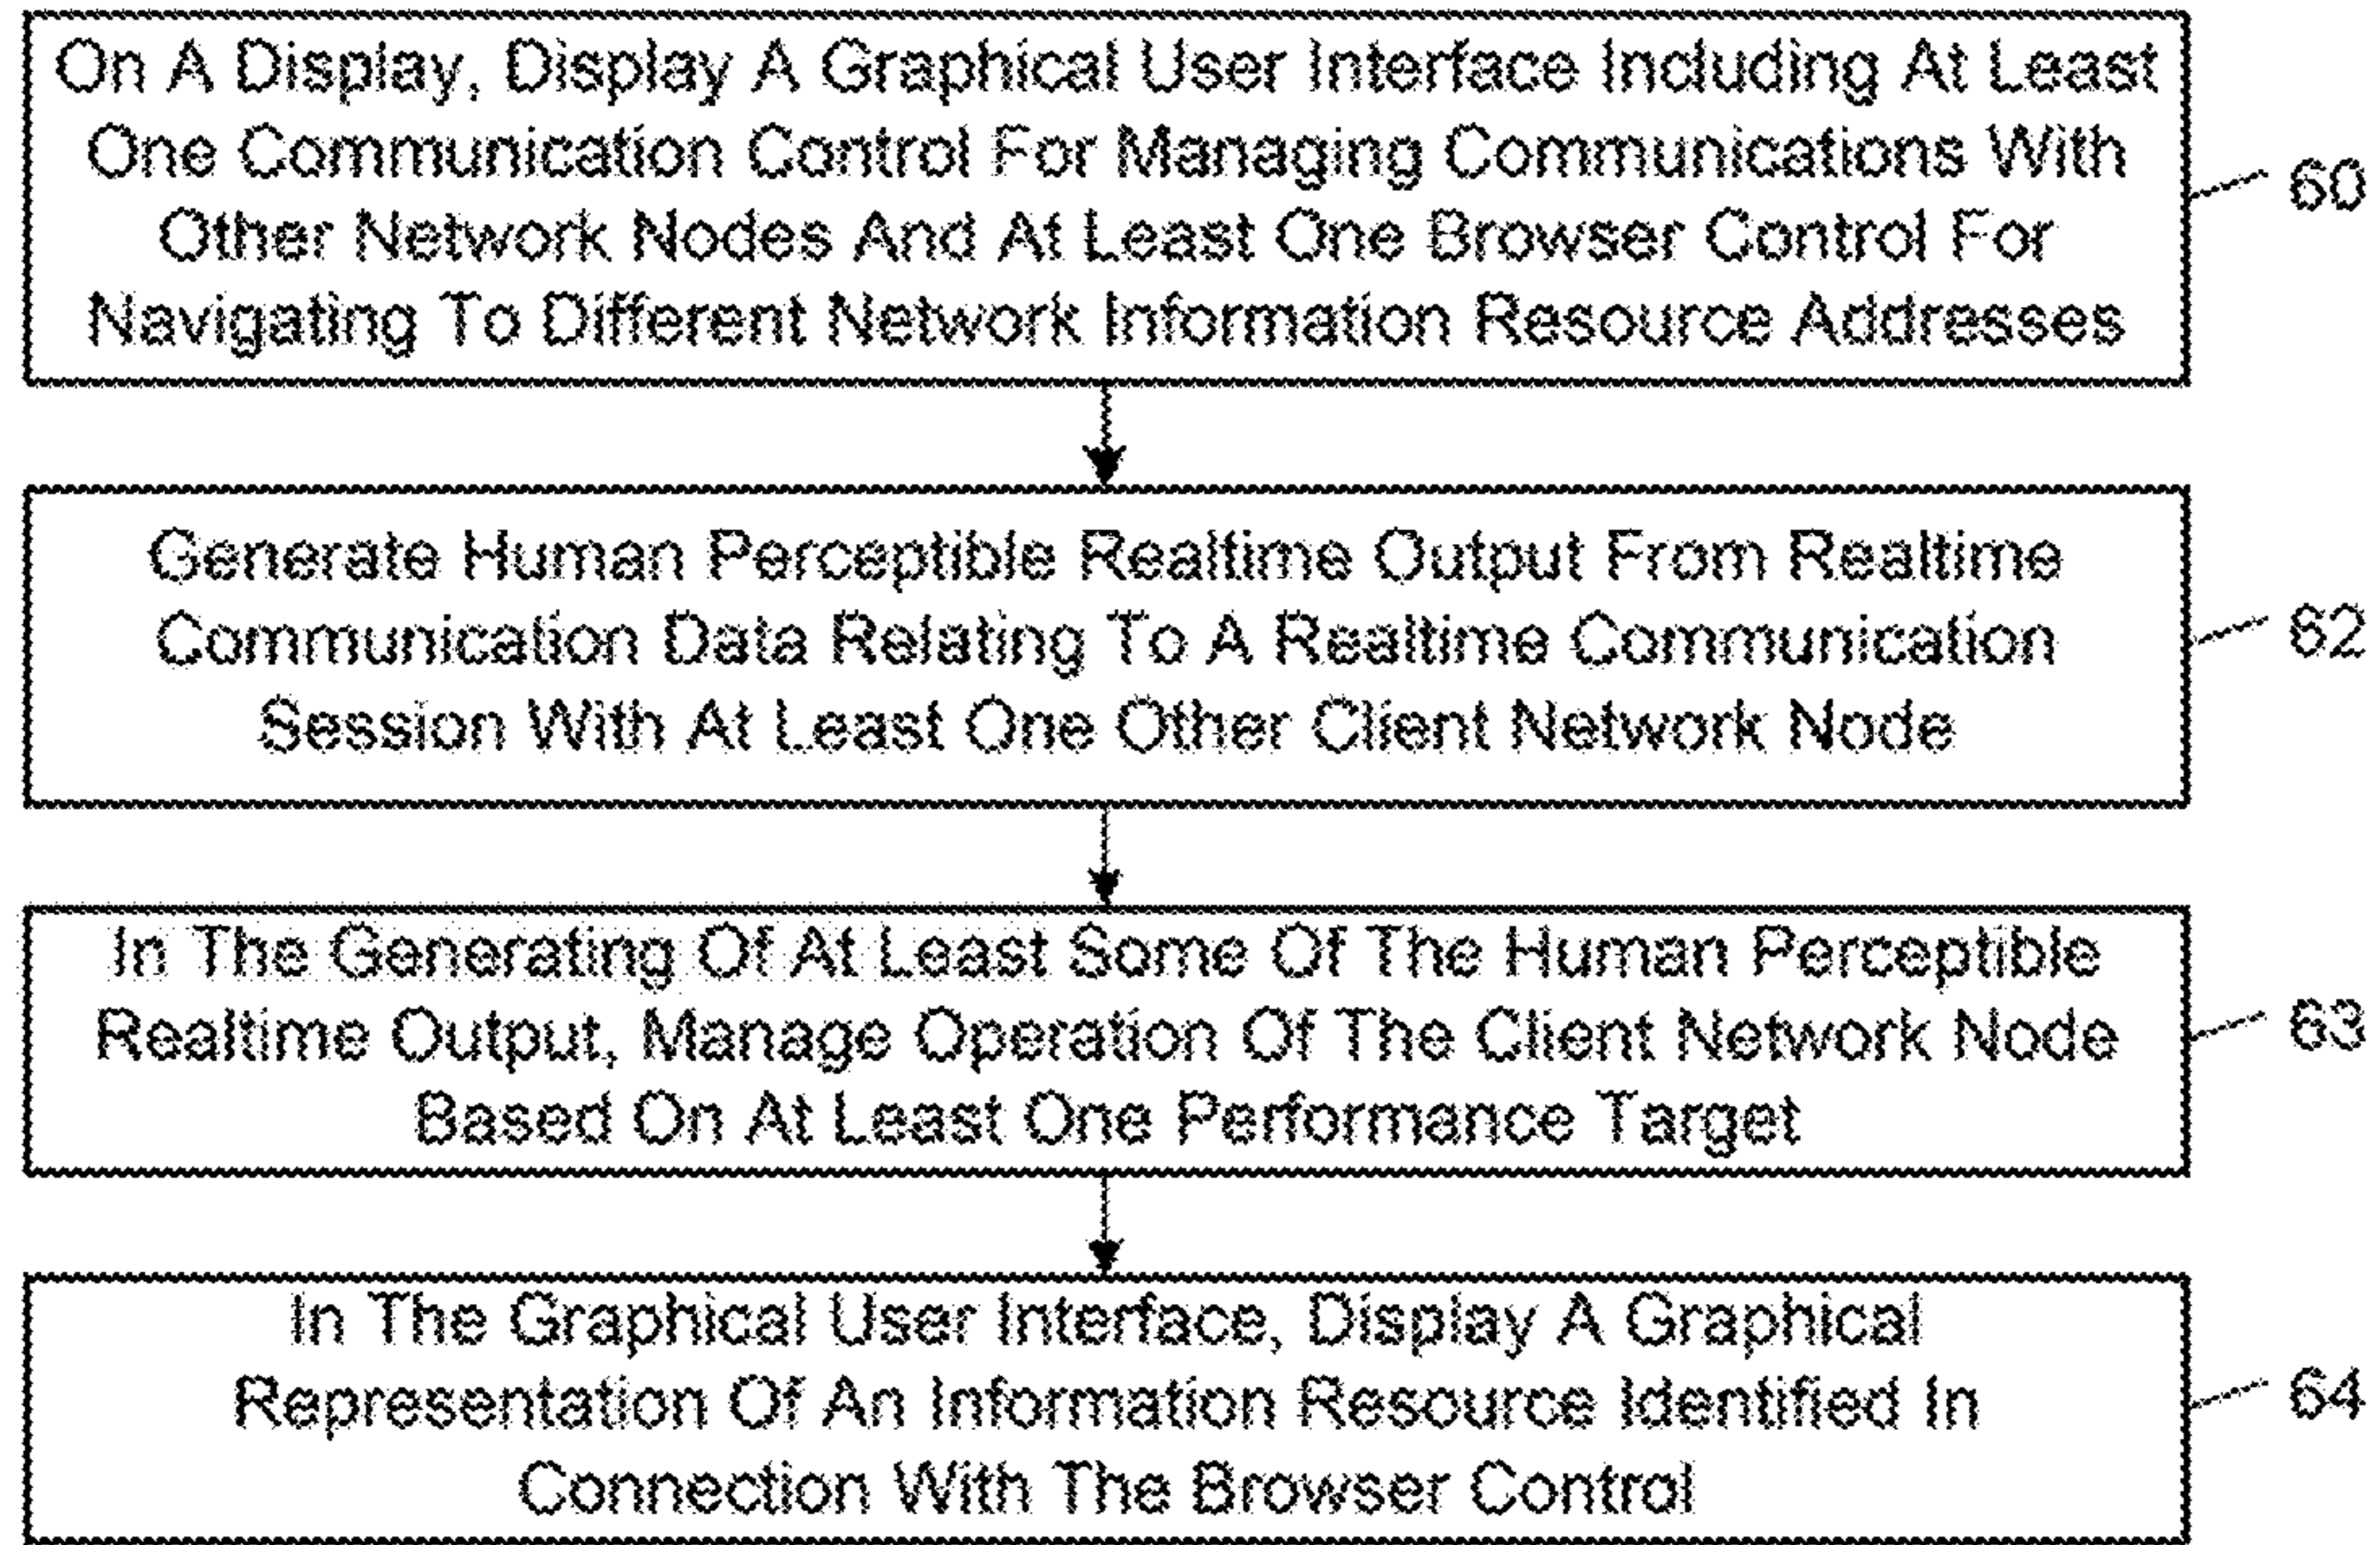 On A Display, Display A Graphical User Interface Including At Least
One Communication Control For Managing Communications With
Other Network Nodes And At Least One Browser Control For
Navigating To Different Network Information Resource Addresses
60
Generate Human Perceptible Realtime Output From Realtime
Communication Data Relating To A Realtime Communication
Session With At Least One Other Client Network Node
62
In The Generating Of At Least Some Of The Human Perceptible
Realtime Output, Manage Operation Of The Client Network Node
Based On At Least One Performance Target
63
In The Graphical User Interface, Display A Graphical
Representation Of An Information Resource Identified In
Connection With The Browser Control
64